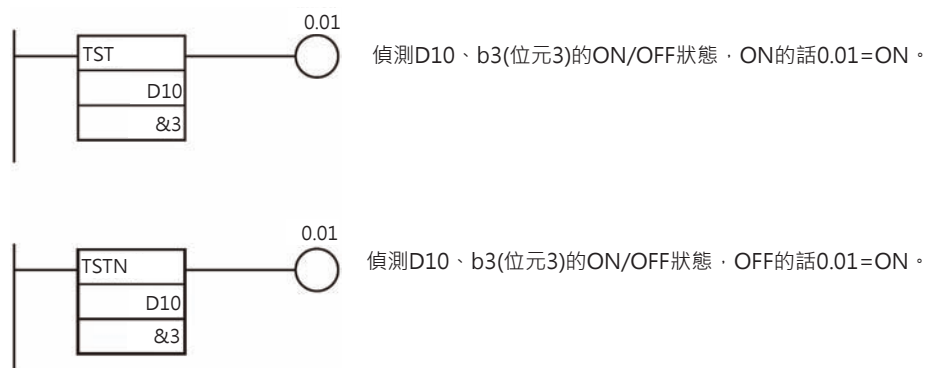 0.01
TST
偵測D10、b3(位元3)的ON/OFF狀態，ON的話0.01=ON。
D10
&3
0.01
TSTN
偵測D10、b3(位元3)的ON/OFF狀態，OFF的話0.01=ON。
D10
&3